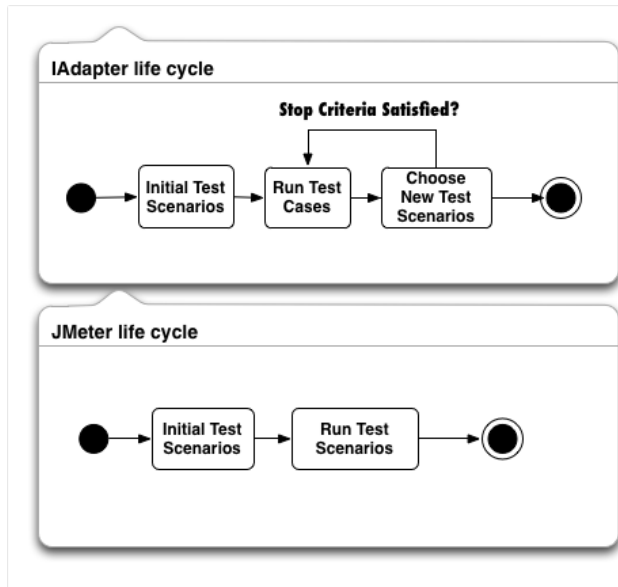 IAdapter life cycle
Stop Criteria Satisfied?
Initial Test
Scenarios
Run Test
Cases
Choose
New Test
Scenarios
JMeter life cycle
Initial Test
Scenarios
Run Test
Scenarios